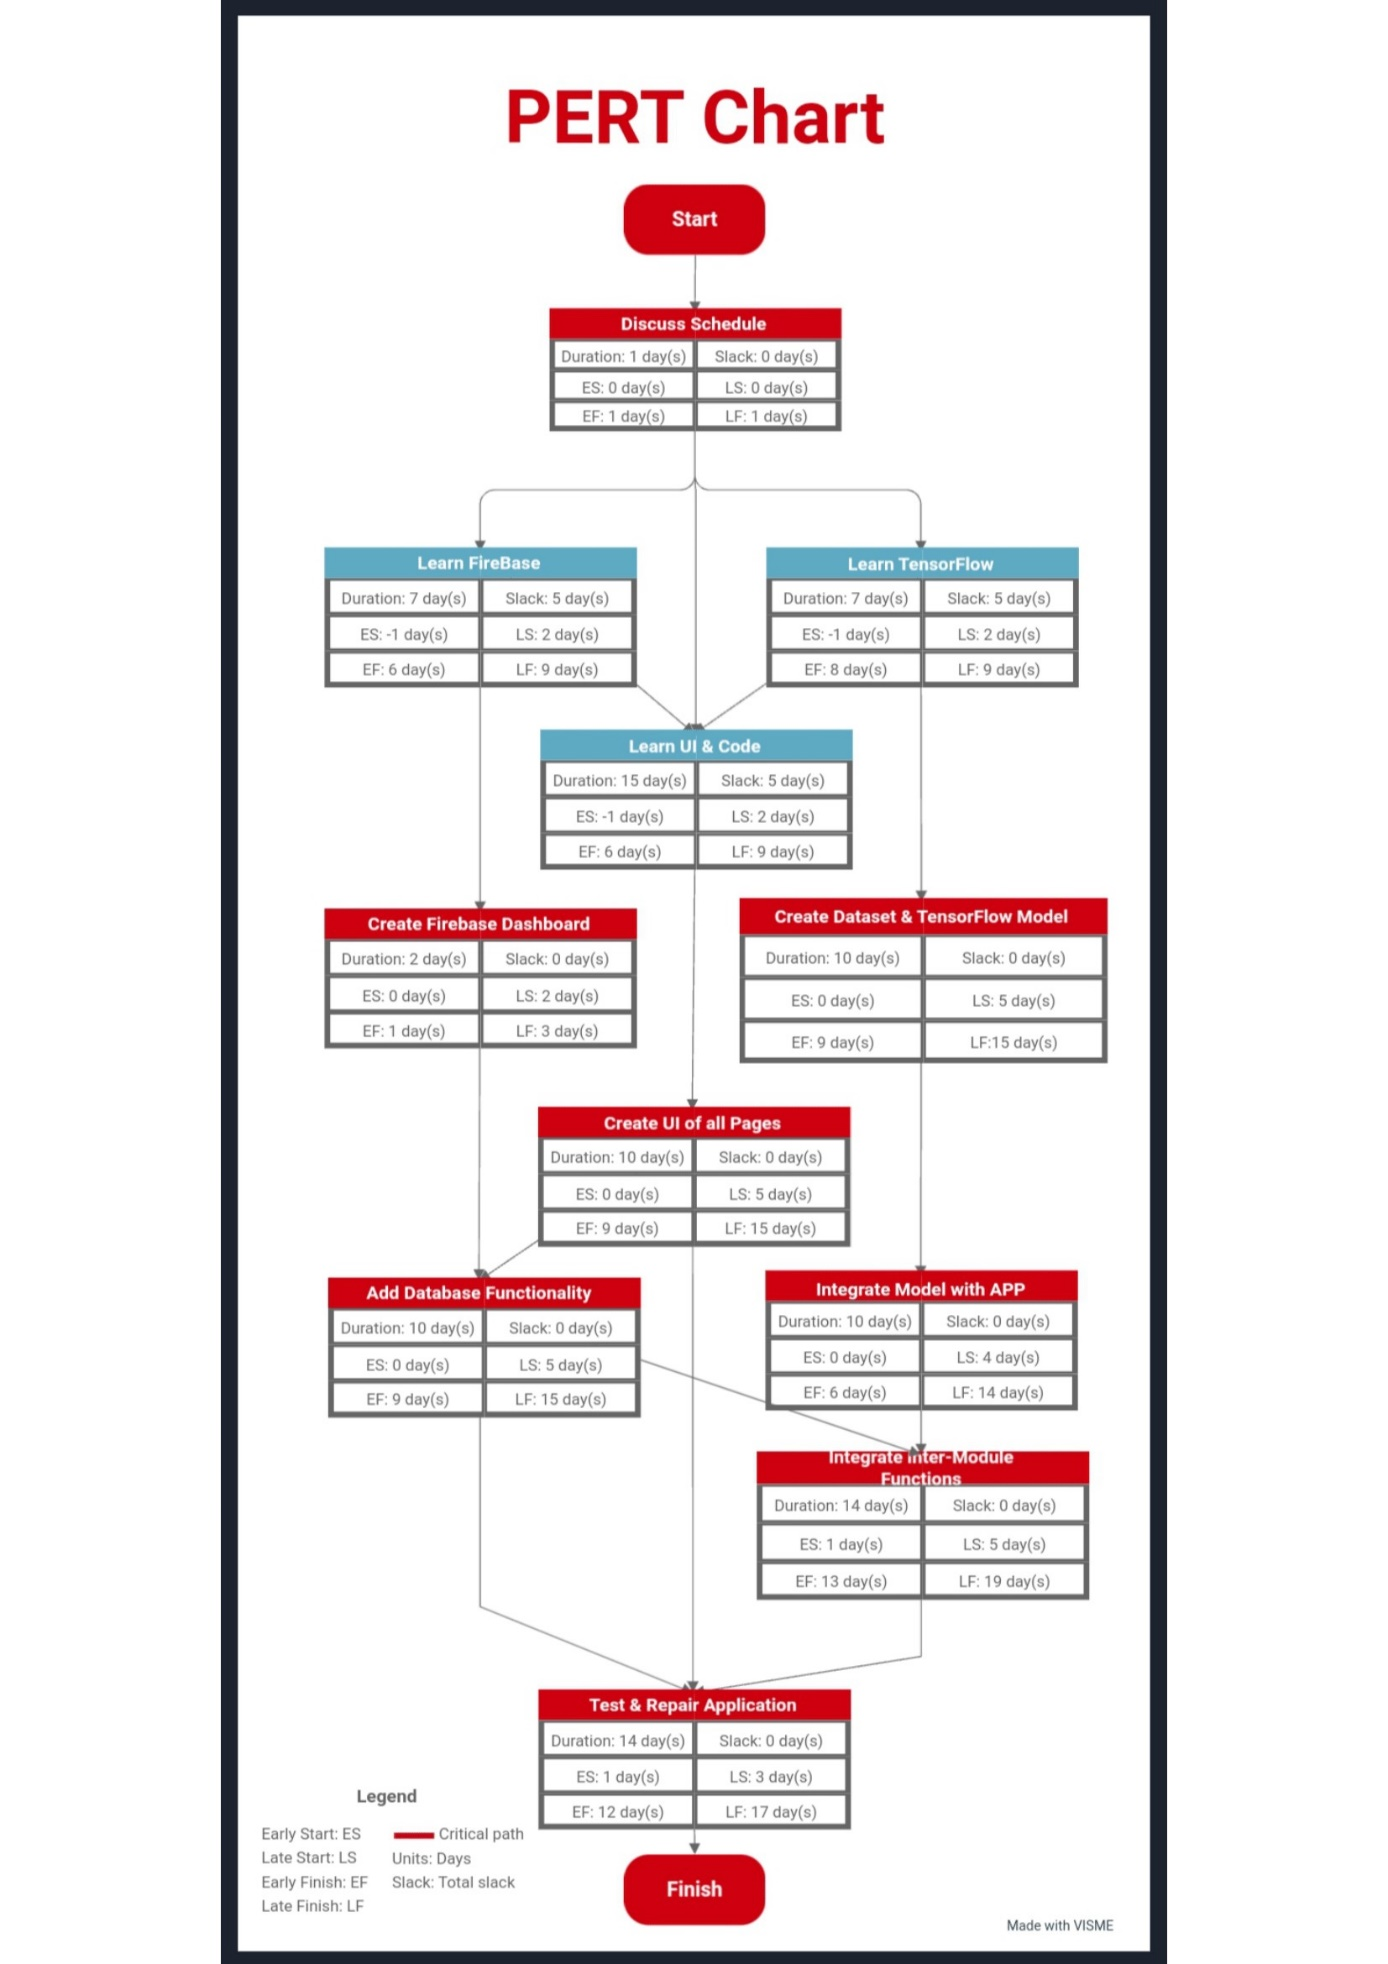 PERT Chart
Start
Discuss Schedule
Duration: 1 day(s) Slack: 0 day(s)
ES: 0 day(s) LS: 0 day(s)
EF: 1 day(s) LF: 1 day(s)
Learn FireBase
Duration: 7 day(s) Slack: 5 day(s)
ES: -1 day(s) LS: 2 day(s)
EF: 6 day(s) LF: 9 day(s)
Learn TensorFlow
Duration: 7 day(s) Slack: 5 day(s)
ES: -1 day(s) LS: 2 day(s)
EF: 8 day(s) LF: 9 day(s)
Learn UI & Code
Duration: 15 day(s) Slack: 5 day(s)
ES: -1 day(s) LS: 2 day(s)
EF: 6 day(s) LF: 9 day(s)
Create Firebase Dashboard
Duration: 2 day(s) Slack: 0 day(s)
ES: 0 day(s) LS: 2 day(s)
EF: 1 day(s) LF: 3 day(s)
Create Dataset & TensorFlow Model
Duration: 10 day(s) Slack: 0 day(s)
ES: 0 day(s) LS: 5 day(s)
EF: 9 day(s) LF:15 day(s)
Create UI of all Pages
Duration: 10 day(s) Slack: 0 day(s)
ES: 0 day(s) LS: 5 day(s)
EF: 9 day(s) LF: 15 day(s)
Add Database Functionality
Duration: 10 day(s) Slack: 0 day(s)
ES: 0 day(s) LS: 5 day(s)
EF: 9 day(s) LF: 15 day(s)
Integrate Model with APP
Duration: 10 day(s) Slack: 0 day(s)
ES: 0 day(s) LS: 4 day(s)
EF: 6 day(s) LF: 14 day(s)
Integrate Inter-Module
Functions
Duration: 14 day(s) Slack: 0 day(s)
ES: 1 day(s) LS: 5 day(s)
EF: 13 day(s) LF: 19 day(s)
Test & Repair Application
Duration: 14 day(s) Slack: 0 day(s)
ES: 1 day(s) LS: 3 day(s)
EF: 12 day(s) LF: 17 day(s)
Finish
Legend
Early Start: ES Critical path
Late Start: LS Units: Days
Early Finish: EF Slack: Total slack
Late Finish: LF
Made with VISME